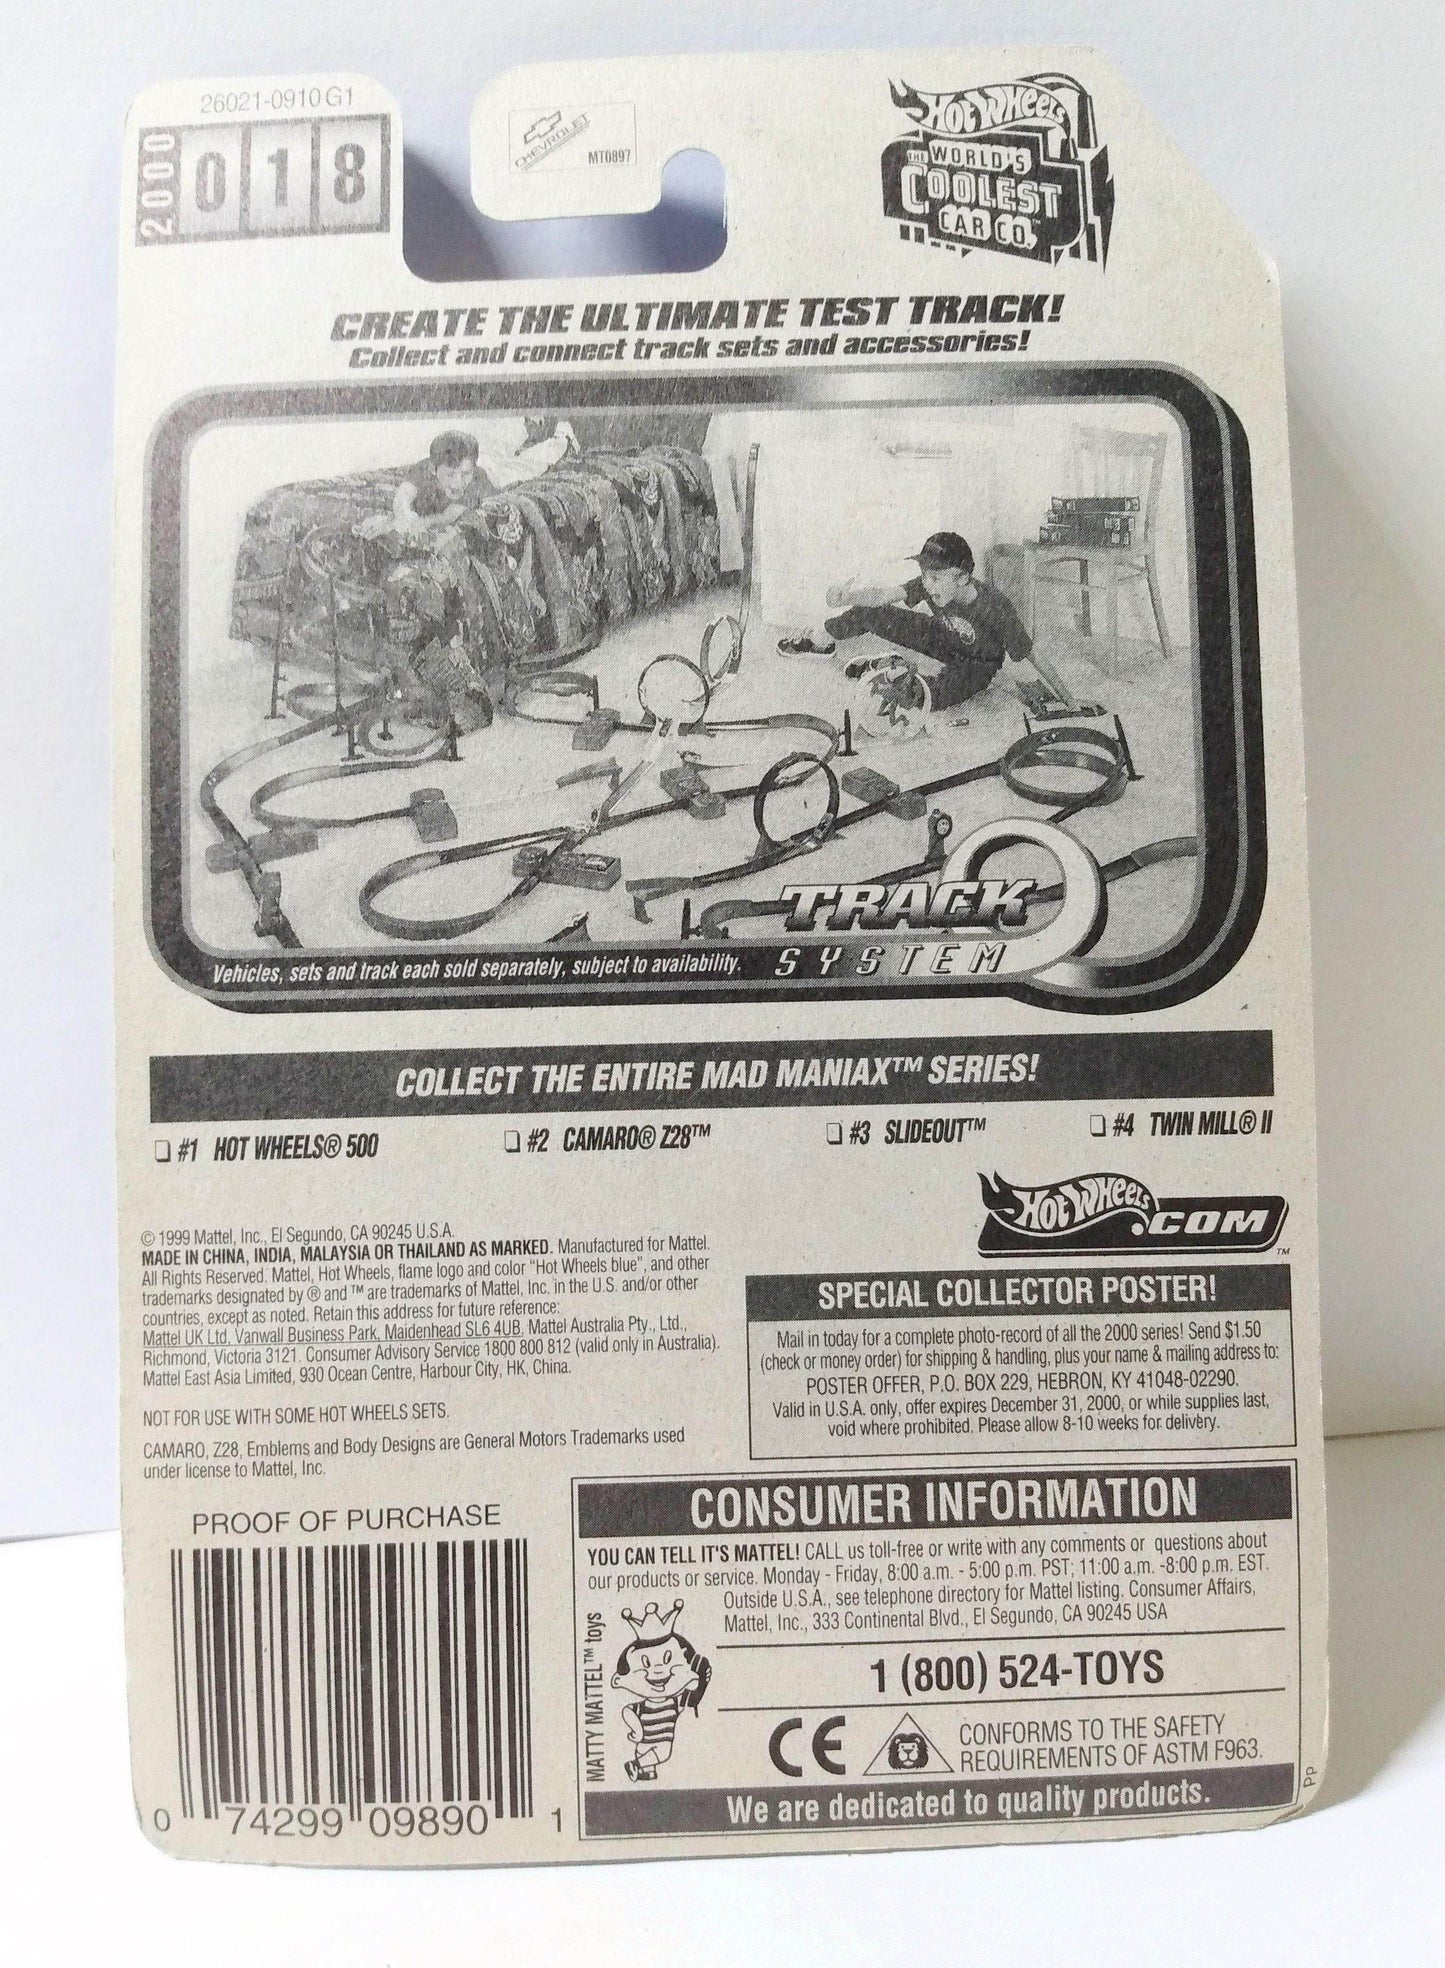 26021-0910 G1
2000 018
CHEVROLET
MT0897
HOT WHEELS
THE WORLD'S
COOLEST
CAR CO.™
CREATE THE ULTIMATE TEST TRACK!
Collect and connect track sets and accessories!
TRACK
SYSTEM
Vehicles, sets and track each sold separately, subject to availability.
COLLECT THE ENTIRE MAD MANIAX™ SERIES!
❏ #1 HOT WHEELS® 500 ❏ #2 CAMARO® Z28™ ❏ #3 SLIDEOUT™ ❏ #4 TWIN MILL® II
HOT WHEELS
.COM™
© 1999 Mattel, Inc., El Segundo, CA 90245 U.S.A.
MADE IN CHINA, INDIA, MALAYSIA OR THAILAND AS MARKED. Manufactured for Mattel.
All Rights Reserved. Mattel, Hot Wheels, flame logo and color "Hot Wheels blue", and other
trademarks designated by ® and ™ are trademarks of Mattel, Inc. in the U.S. and/or other
countries, except as noted. Retain this address for future reference:
Mattel UK Ltd, Vanwall Business Park, Maidenhead SL6 4UB. Mattel Australia Pty., Ltd.,
Richmond, Victoria 3121. Consumer Advisory Service 1800 800 812 (valid only in Australia).
Mattel East Asia Limited, 930 Ocean Centre, Harbour City, HK, China.
NOT FOR USE WITH SOME HOT WHEELS SETS.
CAMARO, Z28, Emblems and Body Designs are General Motors Trademarks used
under license to Mattel, Inc.
SPECIAL COLLECTOR POSTER!
Mail in today for a complete photo-record of all the 2000 series! Send $1.50
(check or money order) for shipping & handling, plus your name & mailing address to:
POSTER OFFER, P.O. BOX 229, HEBRON, KY 41048-02290.
Valid in U.S.A. only, offer expires December 31, 2000, or while supplies last,
void where prohibited. Please allow 8-10 weeks for delivery.
PROOF OF PURCHASE
0 74299 09890 1
CONSUMER INFORMATION
YOU CAN TELL IT'S MATTEL! CALL us toll-free or write with any comments or questions about
our products or service. Monday - Friday, 8:00 a.m. - 5:00 p.m. PST; 11:00 a.m. -8:00 p.m. EST.
Outside U.S.A., see telephone directory for Mattel listing. Consumer Affairs,
Mattel, Inc., 333 Continental Blvd., El Segundo, CA 90245 USA
MATTY MATTEL™ toys
1 (800) 524-TOYS
CE
CONFORMS TO THE SAFETY
REQUIREMENTS OF ASTM F963.
We are dedicated to quality products.
PP